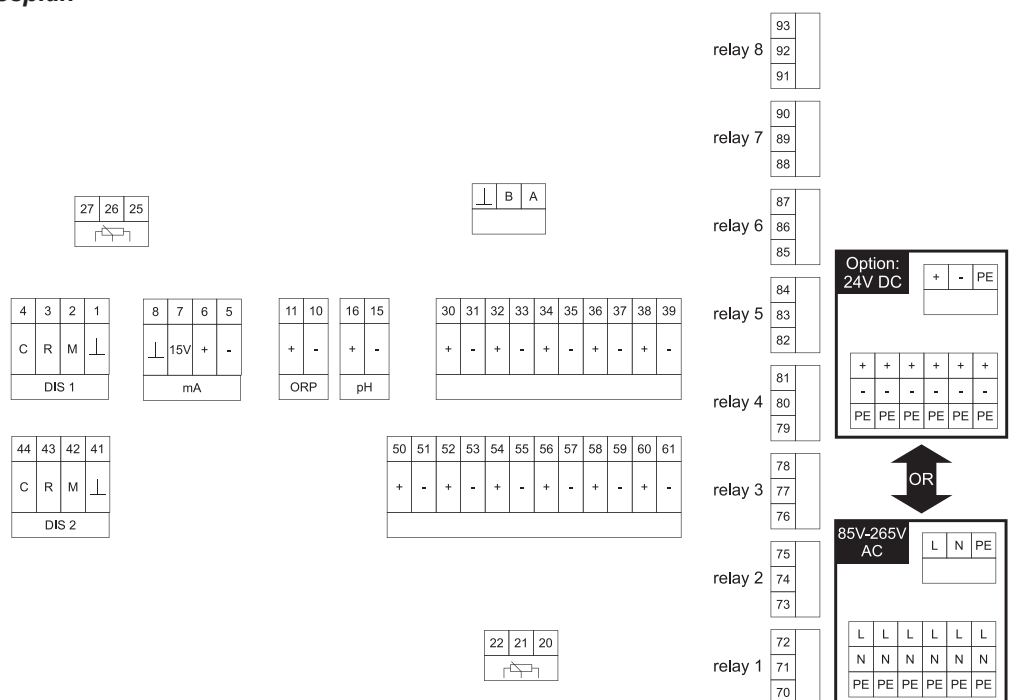 relay 8
93
92
91
relay 7
90
89
88
27 26 25
B A
relay 6
87
86
85
Option:
24V DC
+ - PE
4 3 2 1
C R M
DIS 1
8 7 6 5
15V + -
mA
11 10
+ -
ORP
16 15
+ -
pH
30 31 32 33 34 35 36 37 38 39
+ - + - + - + - + -
relay 5
84
83
82
+ + + + + +
- - - - - -
PE PE PE PE PE PE
relay 4
81
80
79
44 43 42 41
C R M
DIS 2
50 51 52 53 54 55 56 57 58 59 60 61
+ - + - + - + - + - + -
relay 3
78
77
76
OR
85V-265V
AC
L N PE
relay 2
75
74
73
22 21 20
relay 1
72
71
70
L L L L L L
N N N N N N
PE PE PE PE PE PE